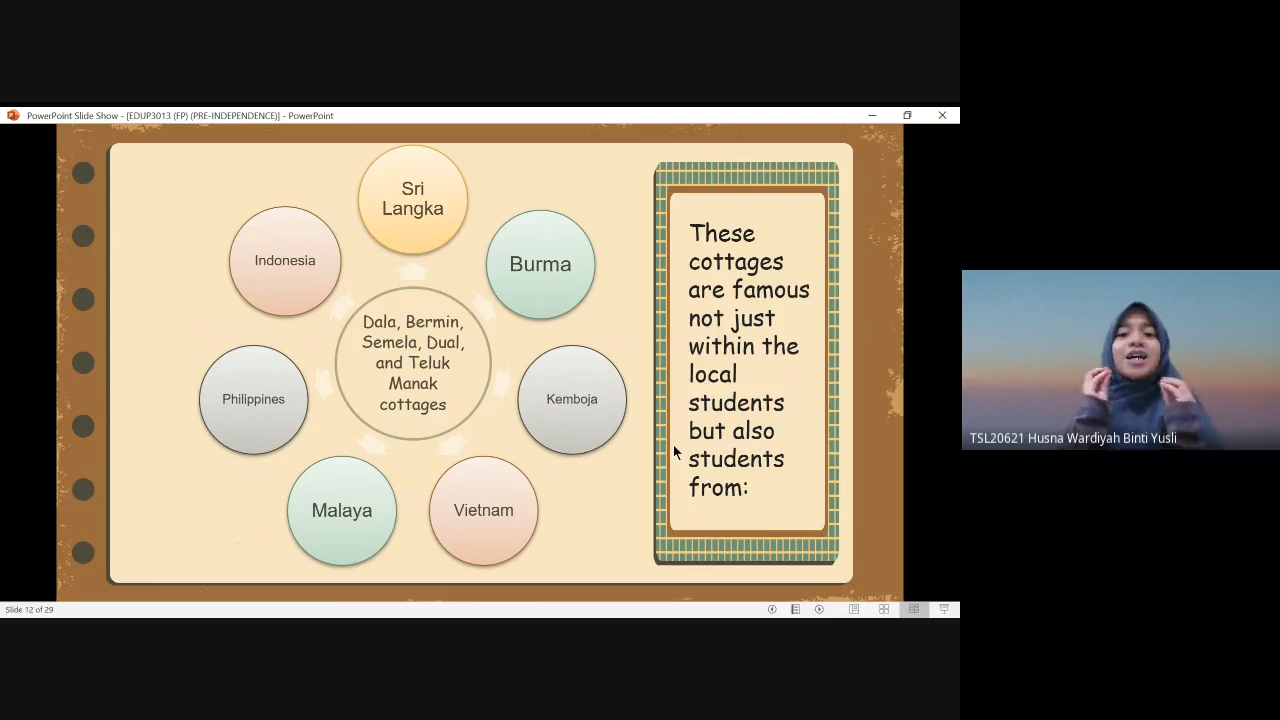 PowerPoint Slide Show - [EDUP3013 (FP) (PRE-INDEPENDENCE)] - PowerPoint
Sri
Langka
Indonesia
Burma
Dala, Bermin,
Semela, Dual,
and Teluk
Manak
cottages
Philippines
Kemboja
Malaya
Vietnam
These
cottages
are famous
not just
within the
local
students
but also
students
from:
TSL20621 Husna Wardiyah Binti Yusli
Slide 12 of 29